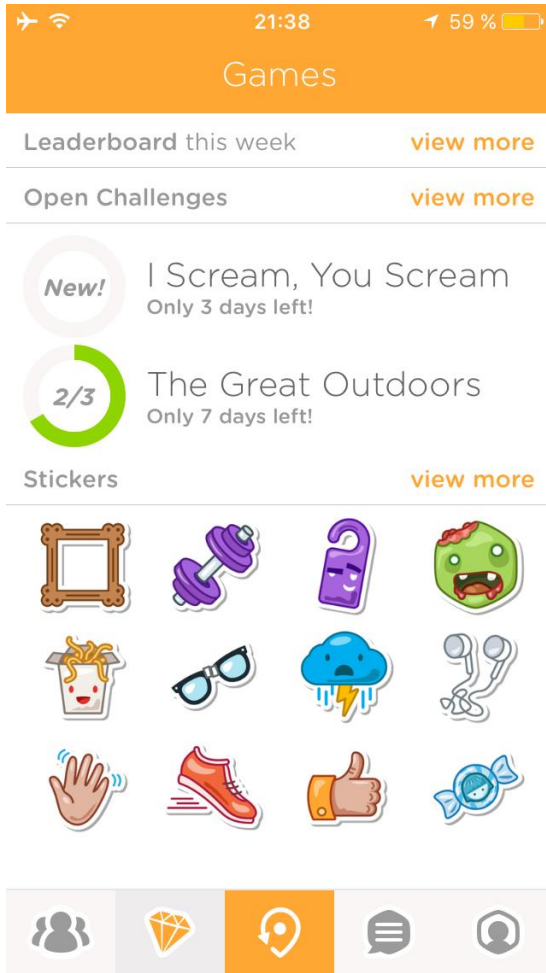 21:38
59 %
Games
Leaderboard this week view more
Open Challenges view more
New!
I Scream, You Scream
Only 3 days left!
2/3
The Great Outdoors
Only 7 days left!
Stickers view more